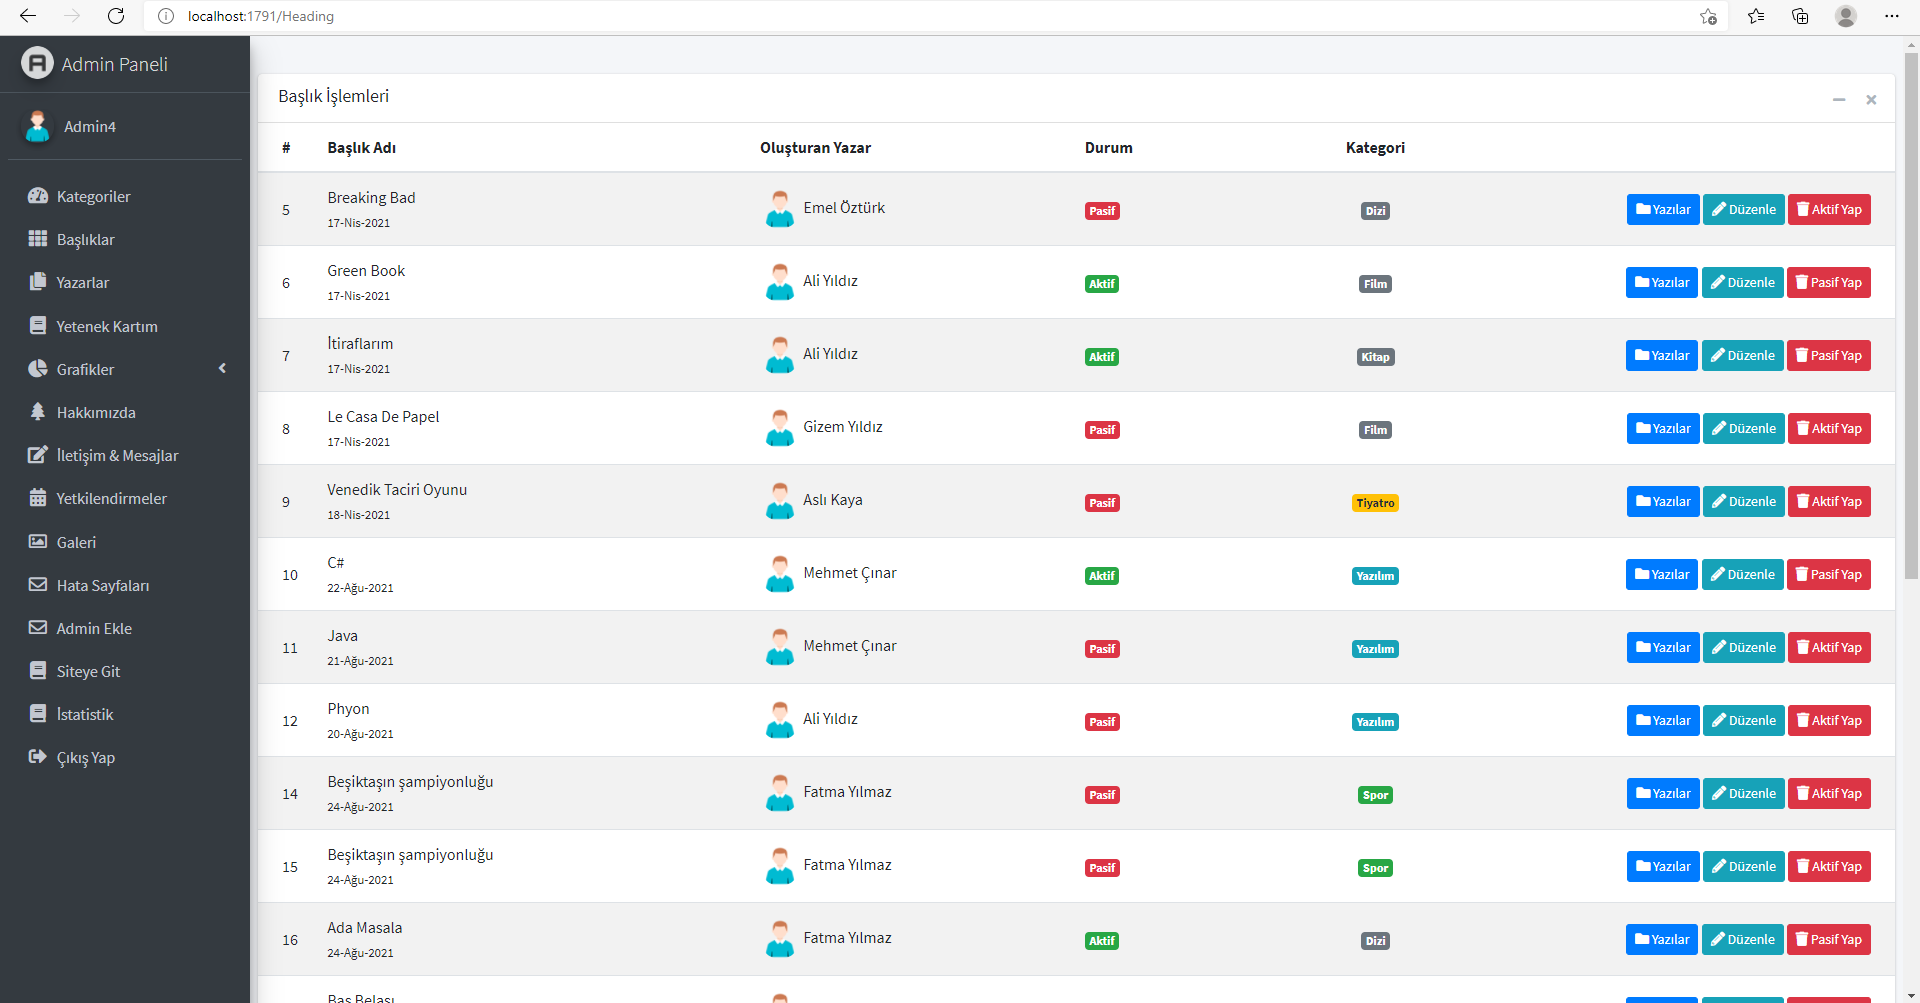 localhost:1791/Heading
Admin Paneli
Admin4
Kategoriler
Başlıklar
Yazarlar
Yetenek Kartım
Grafikler
Hakkımızda
İletişim & Mesajlar
Yetkilendirmeler
Galeri
Hata Sayfaları
Admin Ekle
Siteye Git
İstatistik
Çıkış Yap
Başlık İşlemleri
# Başlık Adı Oluşturan Yazar Durum Kategori
5 Breaking Bad Emel Öztürk Pasif Dizi Yazılar Düzenle Aktif Yap
17-Nis-2021
6 Green Book Ali Yıldız Aktif Film Yazılar Düzenle Pasif Yap
17-Nis-2021
7 İtiraflarım Ali Yıldız Aktif Kitap Yazılar Düzenle Pasif Yap
17-Nis-2021
8 Le Casa De Papel Gizem Yıldız Pasif Film Yazılar Düzenle Aktif Yap
17-Nis-2021
9 Venedik Taciri Oyunu Aslı Kaya Pasif Tiyatro Yazılar Düzenle Aktif Yap
18-Nis-2021
10 C# Mehmet Çınar Aktif Yazılım Yazılar Düzenle Pasif Yap
22-Ağu-2021
11 Java Mehmet Çınar Pasif Yazılım Yazılar Düzenle Aktif Yap
21-Ağu-2021
12 Phyon Ali Yıldız Pasif Yazılım Yazılar Düzenle Aktif Yap
20-Ağu-2021
14 Beşiktaşın şampiyonluğu Fatma Yılmaz Pasif Spor Yazılar Düzenle Aktif Yap
24-Ağu-2021
15 Beşiktaşın şampiyonluğu Fatma Yılmaz Pasif Spor Yazılar Düzenle Aktif Yap
24-Ağu-2021
16 Ada Masala Fatma Yılmaz Aktif Dizi Yazılar Düzenle Pasif Yap
24-Ağu-2021
Baş Belası